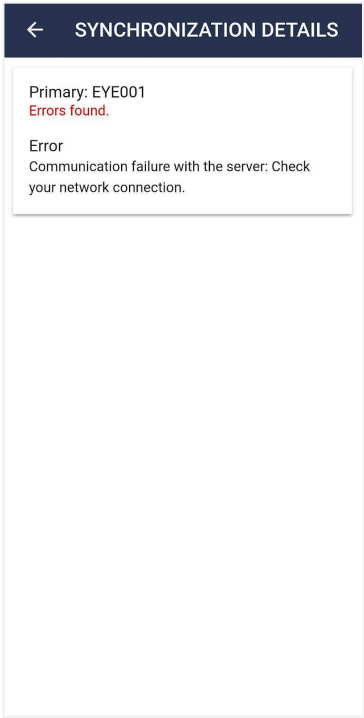 SYNCHRONIZATION DETAILS
Primary: EYE001
Errors found.
Error
Communication failure with the server: Check
your network connection.